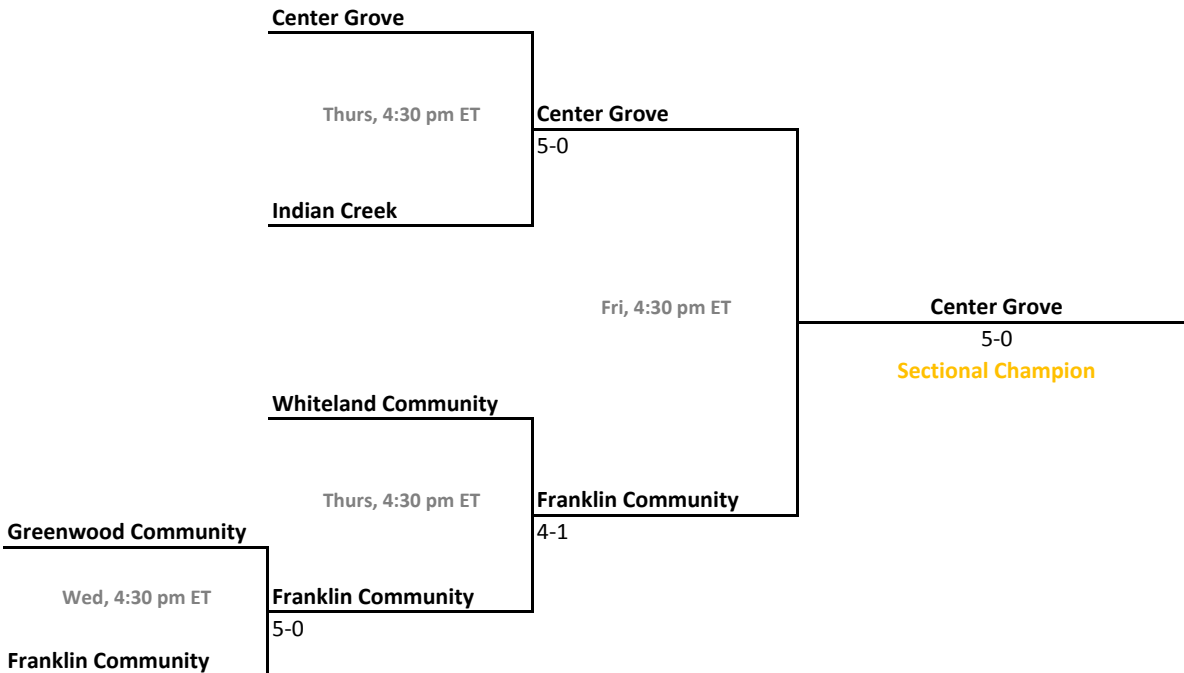 Center Grove
Thurs, 4:30 pm ET
Center Grove
5-0
Indian Creek
Fri, 4:30 pm ET
Center Grove
5-0
Sectional Champion
Whiteland Community
Thurs, 4:30 pm ET
Franklin Community
4-1
Greenwood Community
Wed, 4:30 pm ET
Franklin Community
5-0
Franklin Community